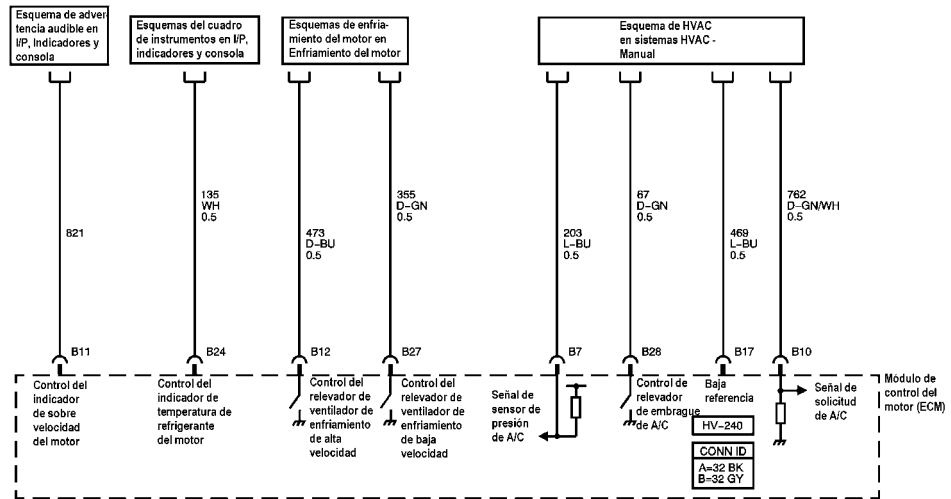 Esquema de adver-
tencia audible en
I/P, Indicadores y
consola
Esquemas del cuadro
de instrumentos en I/P,
indicadores y consola
Esquemas de enfria-
miento del motor en
Enfriamiento del motor
Esquema de HVAC
en sistemas HVAC -
Manual
821
135
WH
0.5
473
D-BU
0.5
355
D-GN
0.5
203
L-BU
0.5
67
D-GN
0.5
469
L-BU
0.5
762
D-GN/WH
0.5
B11
B24
B12
B27
B7
B28
B17
B10
Control del
indicador
de sobre
velocidad
del motor
Control del
indicador de
temperatura de
refrigerante
del motor
Control del
relevador de
ventilador de
enfriamiento
de alta
velocidad
Control del
relevador de
ventilador de
enfriamiento
de baja
velocidad
Señal de
sensor de
presión
de A/C
Control de
relevador
de embrague
de A/C
Baja
referencia
HV-240
CONN ID
A=32 BK
B=32 GY
Señal de
solicitud
de A/C
Módulo de
control del
motor (ECM)